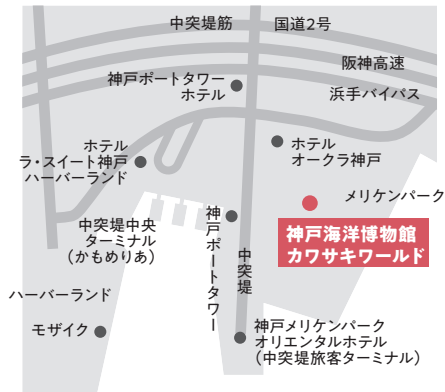 中突堤筋
国道2号
阪神高速
浜手バイパス
神戸ポートタワー
ホテル
ホテル
オークラ神戸
ホテル
ラ・スイート神戸
ハーバーランド
メリケンパーク
神戸海洋博物館
カワサキワールド
中突堤中央
ターミナル
(かもめりあ)
神戸ポートタワー
中突堤
ハーバーランド
モザイク
神戸メリケンパーク
オリエンタルホテル
(中突堤旅客ターミナル)